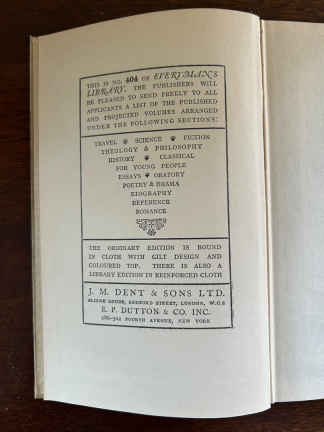 THIS IS NO. 404 OF EVERYMAN'S
LIBRARY. THE PUBLISHERS WILL
BE PLEASED TO SEND FREELY TO ALL
APPLICANTS A LIST OF THE PUBLISHED
AND PROJECTED VOLUMES ARRANGED
UNDER THE FOLLOWING SECTIONS:
TRAVEL SCIENCE FICTION
THEOLOGY & PHILOSOPHY
HISTORY CLASSICAL
FOR YOUNG PEOPLE
ESSAYS ORATORY
POETRY & DRAMA
BIOGRAPHY
REFERENCE
ROMANCE
THE ORDINARY EDITION IS BOUND
IN CLOTH WITH GILT DESIGN AND
COLOURED TOP. THERE IS ALSO A
LIBRARY EDITION IN REINFORCED CLOTH
J. M. DENT & SONS LTD.
ALDINE HOUSE, BEDFORD STREET, LONDON, W.C.2
E. P. DUTTON & CO. INC.
286-302 FOURTH AVENUE, NEW YORK